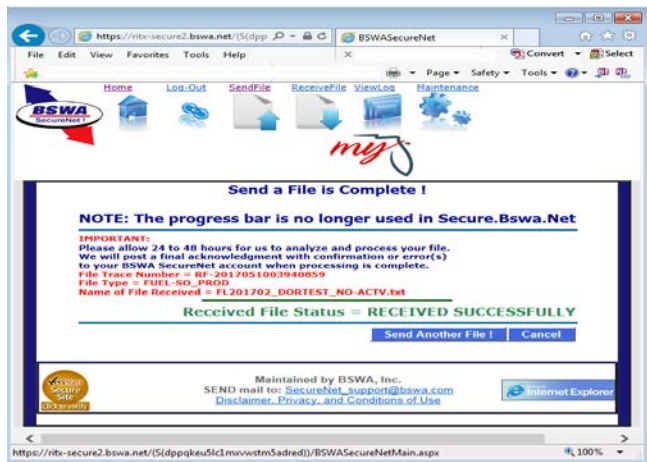 https://ritx-secure2.bswa.net/(S(dpp
BSWASecureNet
File Edit View Favorites Tools Help
Convert Select
Page Safety Tools
Home Log-Out SendFile ReceiveFile ViewLog Maintenance
BSWA
SecureNet !
my
Send a File is Complete !
NOTE: The progress bar is no longer used in Secure.Bswa.Net
IMPORTANT:
Please allow 24 to 48 hours for us to analyze and process your file.
We will post a final acknowledgment with confirmation or error(s)
to your BSWA SecureNet account when processing is complete.
File Trace Number = RF-2017051003940859
File Type = FUEL-SO_PROD
Name of File Received = FL201702_DORTEST_NO-ACTV.txt
Received File Status = RECEIVED SUCCESSFULLY
Send Another File ! Cancel
Secure
Site
Click to verify
Maintained by BSWA, Inc.
SEND mail to: SecureNet_support@bswa.com
Disclaimer, Privacy, and Conditions of Use
Internet Explorer
https://ritx-secure2.bswa.net/(S(dppqkeu5lc1mxvwstm5adred))/BSWASecureNetMain.aspx
100%